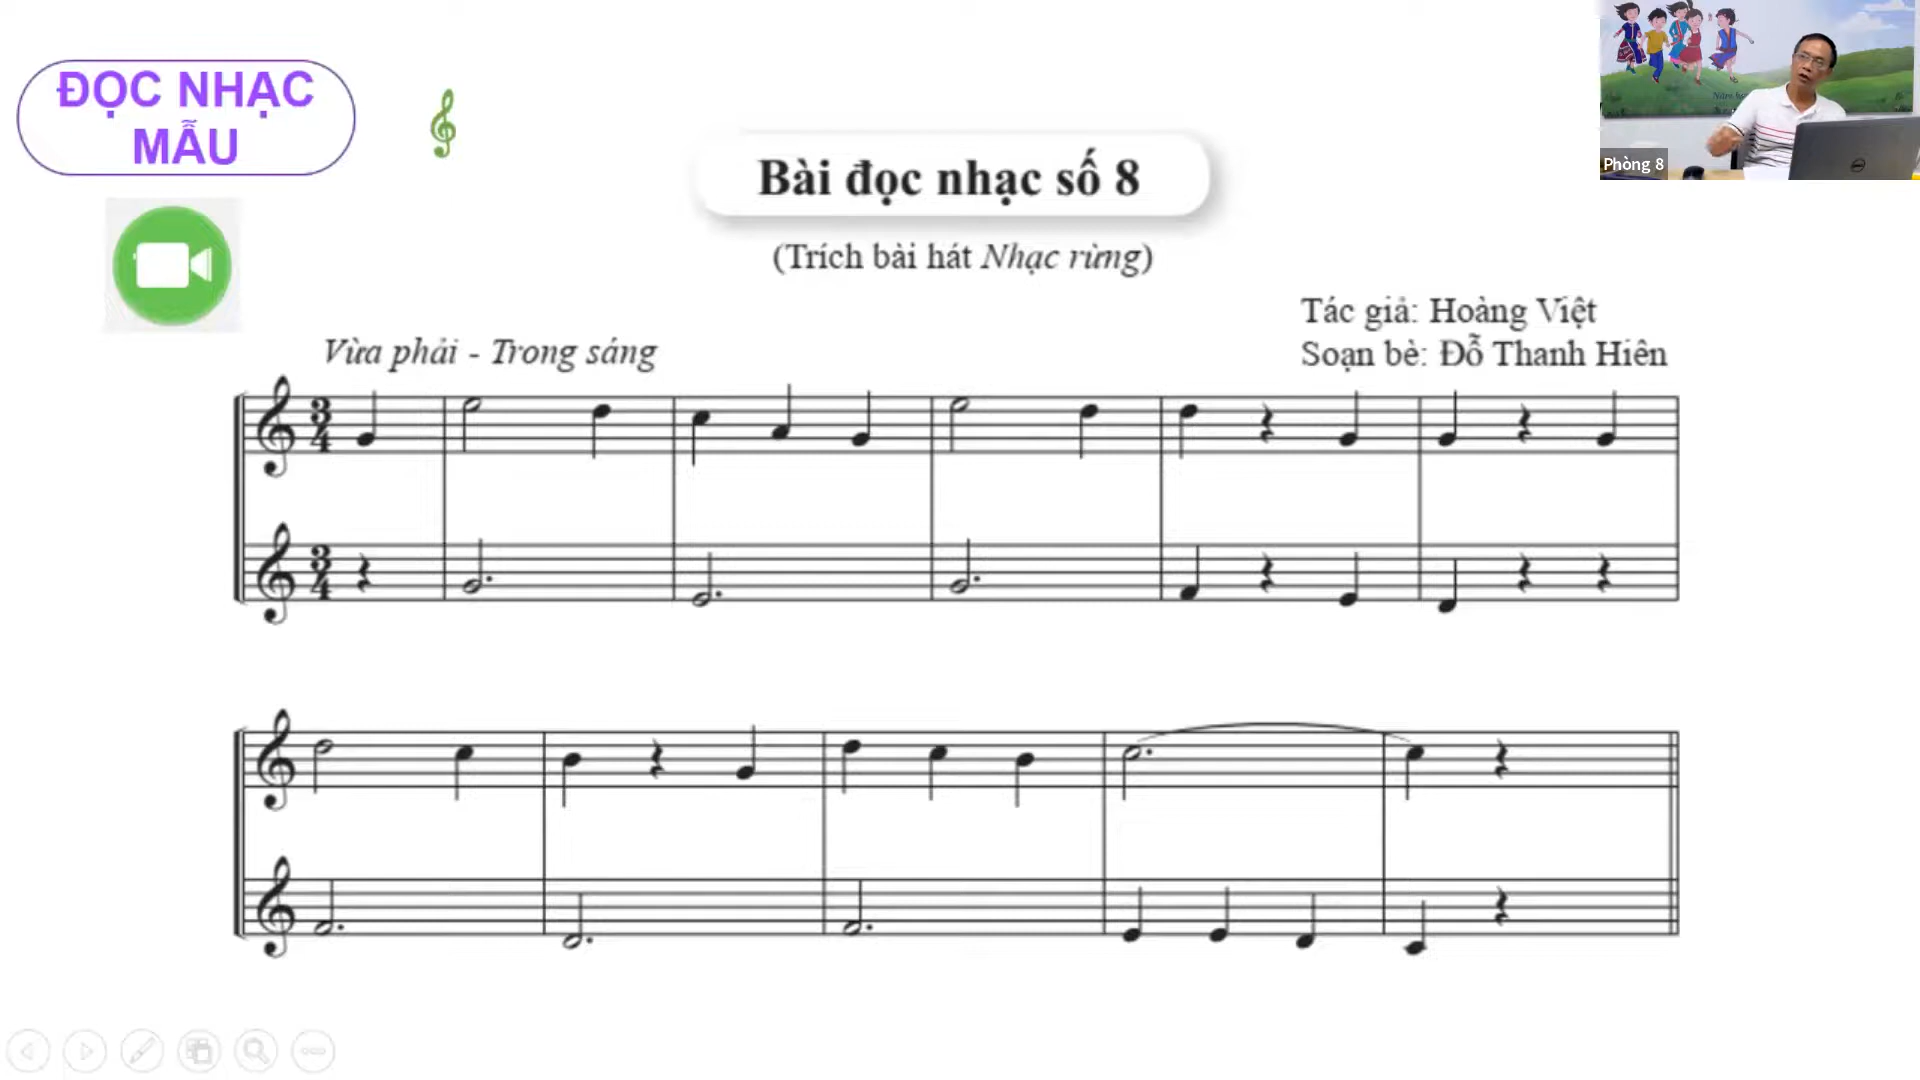 ĐỌC NHẠC
MẪU
Bài đọc nhạc số 8
(Trích bài hát Nhạc rừng)
Tác giả: Hoàng Việt
Soạn bè: Đỗ Thanh Hiên
Vừa phải - Trong sáng
3
4
3
4
Phòng 8